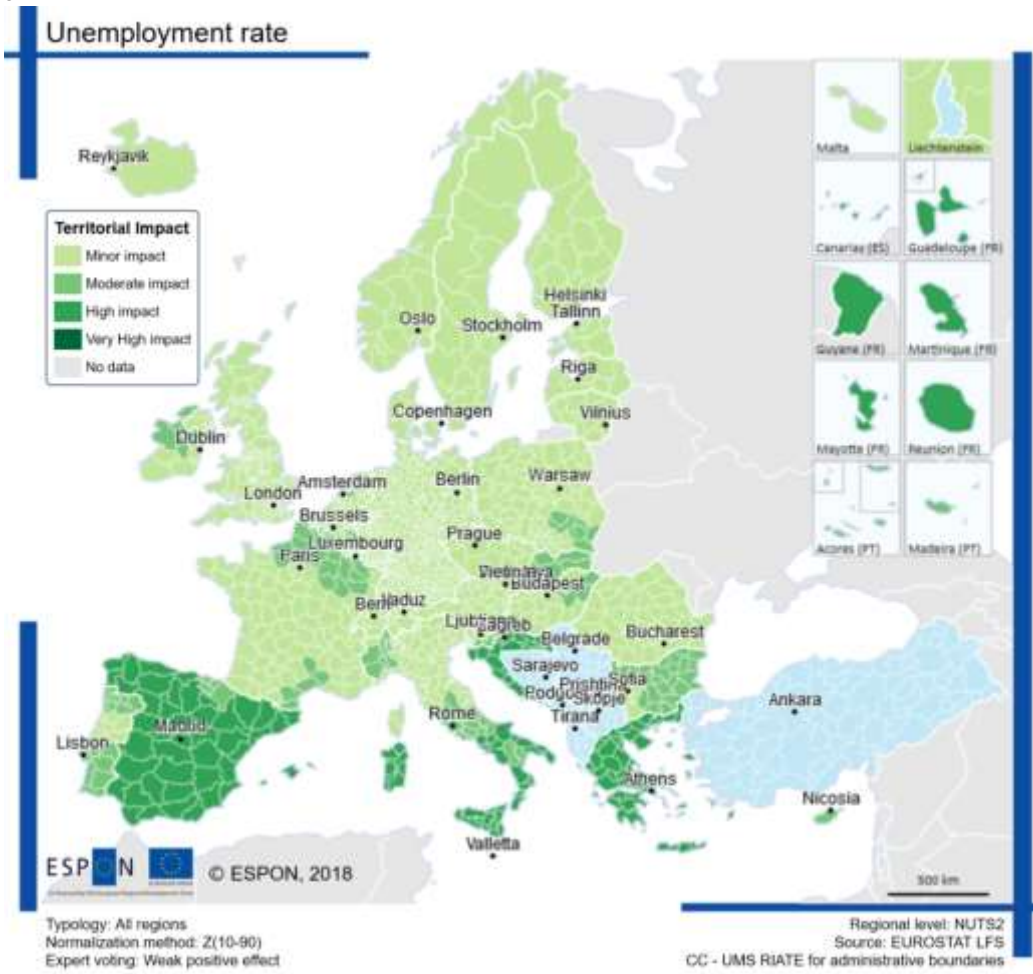 Unemployment rate
Reykjavik
Territorial Impact
Minor impact
Moderate impact
High impact
Very High impact
No data
Malta
Liechtenstein
Canarias (ES)
Guadeloupe (FR)
Guyane (FR)
Martinique (FR)
Mayotte (FR)
Reunion (FR)
Acores (PT)
Madeira (PT)
Oslo
Stockholm
Helsinki
Tallinn
Riga
Vilnius
Copenhagen
Dublin
London
Amsterdam
Berlin
Warsaw
Brussels
Luxembourg
Prague
Paris
Budapest
Bern
Vaduz
Ljubljana
Zagreb
Belgrade
Bucharest
Sarajevo
Prishtina
Sofia
Skopje
Tirana
Rome
Madrid
Lisbon
Ankara
Athens
Nicosia
Valletta
ESPON
© ESPON, 2018
500 km
Typology: All regions
Normalization method: Z(10-90)
Expert voting: Weak positive effect
Regional level: NUTS2
Source: EUROSTAT LFS
CC - UMS RIATE for administrative boundaries